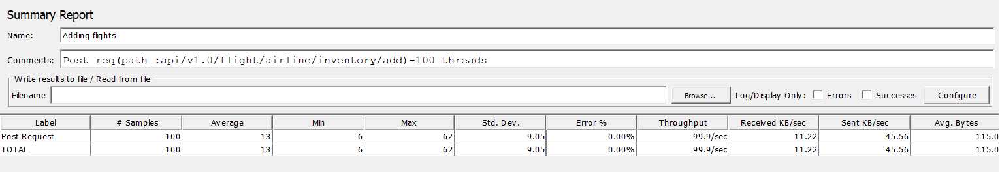 Summary Report
Name: Adding flights
Comments: Post req(path :api/v1.0/flight/airline/inventory/add)-100 threads
Write results to file / Read from file
Filename Browse... Log/Display Only: Errors Successes Configure
Label # Samples Average Min Max Std. Dev. Error % Throughput Received KB/sec Sent KB/sec Avg. Bytes
Post Request 100 13 6 62 9.05 0.00% 99.9/sec 11.22 45.56 115.0
TOTAL 100 13 6 62 9.05 0.00% 99.9/sec 11.22 45.56 115.0